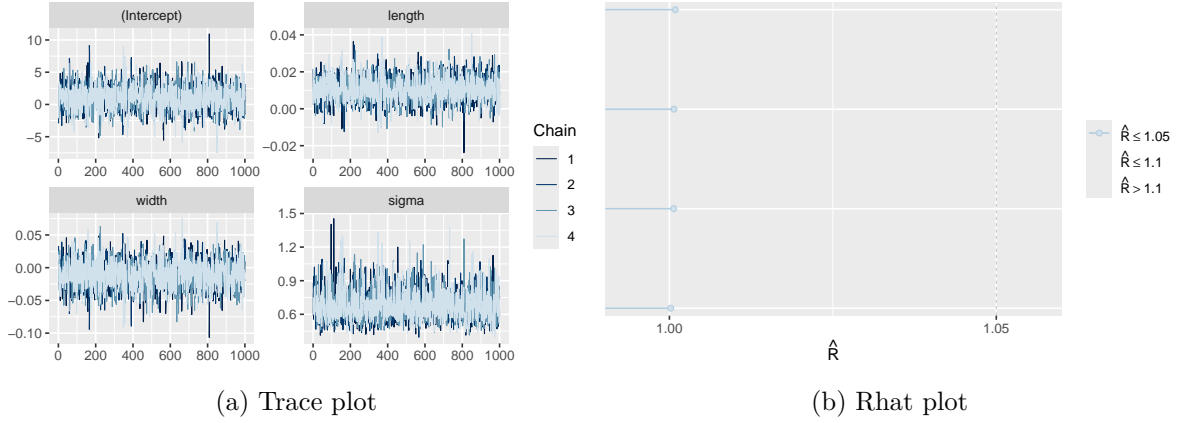 (Intercept)
length
10
5
0
−5
0 200 400 600 800 1000
0.04
0.02
0.00
−0.02
0 200 400 600 800 1000
width
sigma
0.05
0.00
−0.05
−0.10
0 200 400 600 800 1000
1.5
1.2
0.9
0.6
0 200 400 600 800 1000
Chain
1
2
3
4
(a) Trace plot
1.00 1.05
R̂
R̂ ≤ 1.05
R̂ ≤ 1.1
R̂ > 1.1
(b) Rhat plot